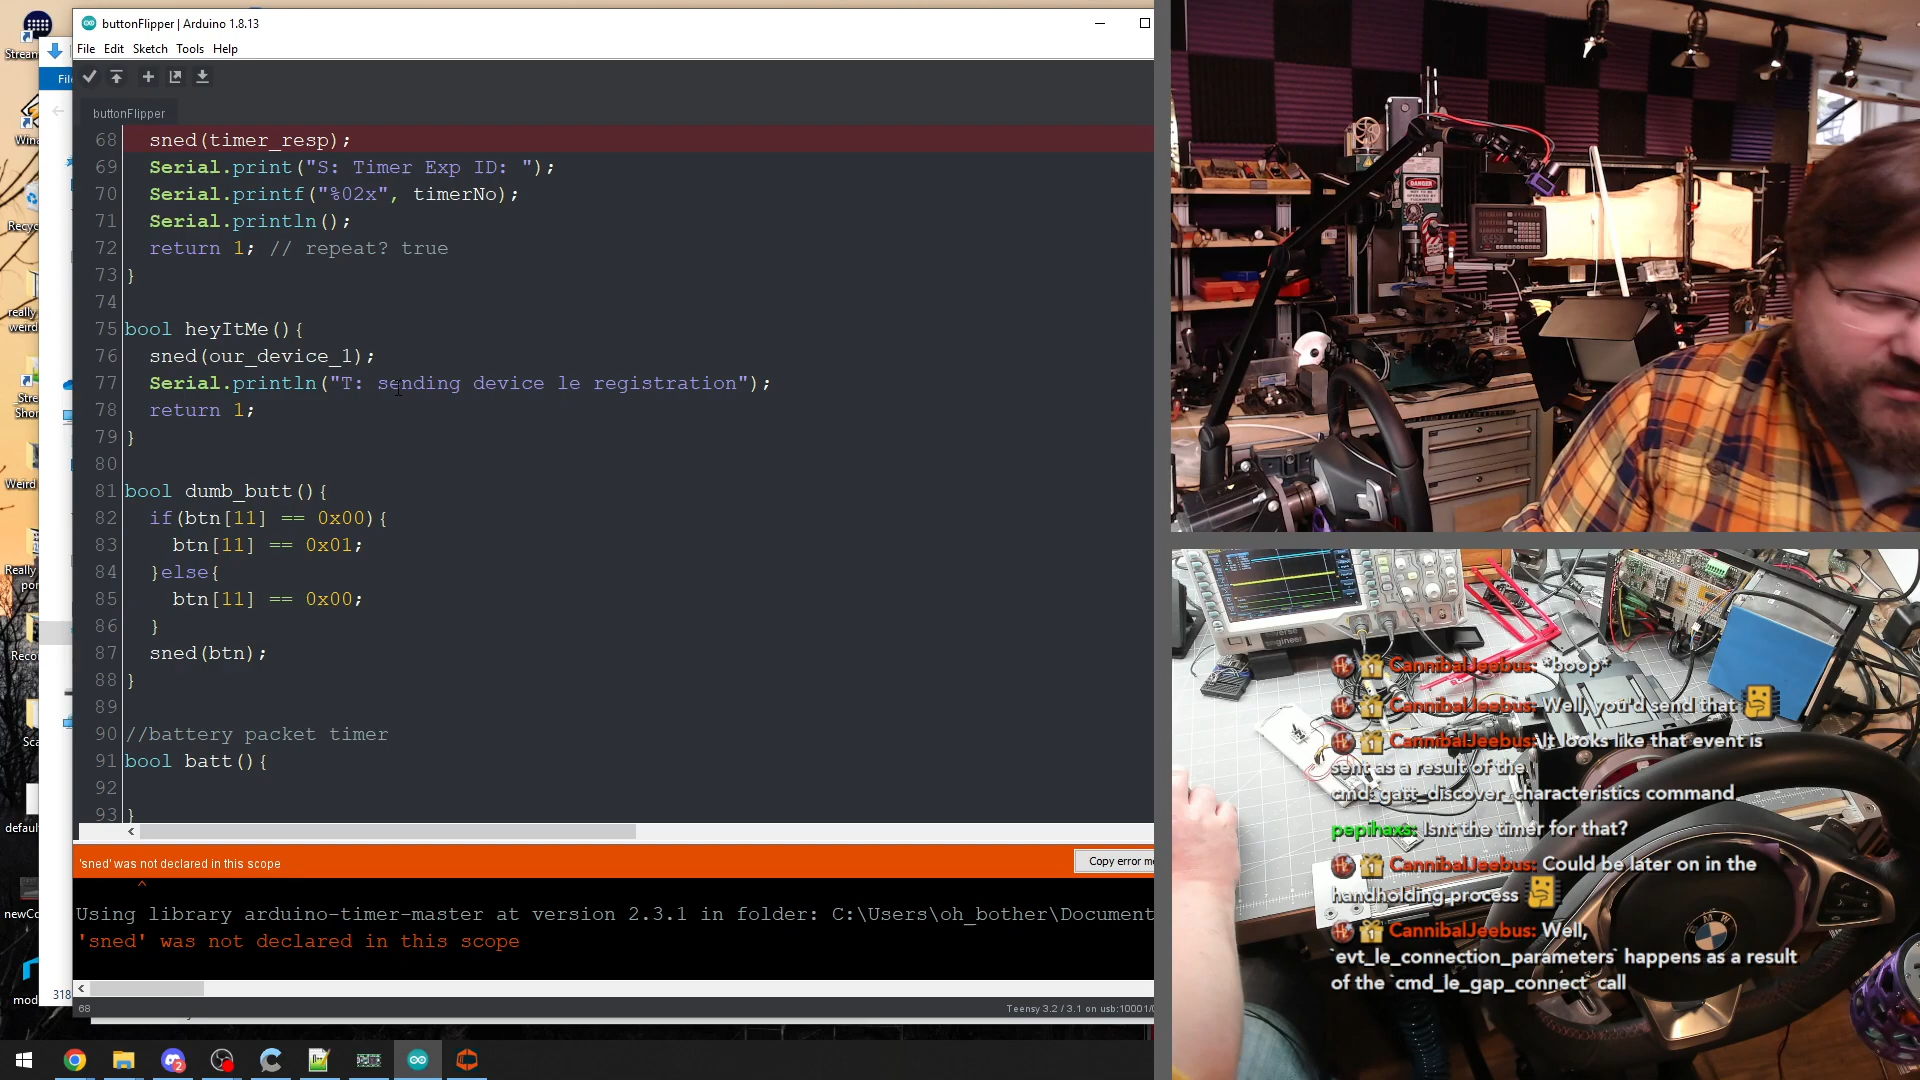 buttonFlipper | Arduino 1.8.13
File Edit Sketch Tools Help
buttonFlipper
68 sned(timer_resp);
69 Serial.print("S: Timer Exp ID: ");
70 Serial.printf("%02x", timerNo);
71 Serial.println();
72 return 1; // repeat? true
73 }
74
75 bool heyItMe(){
76 sned(our_device_1);
77 Serial.println("T: sending device le registration");
78 return 1;
79 }
80
81 bool dumb_butt(){
82 if(btn[11] == 0x00){
83 btn[11] == 0x01;
84 }else{
85 btn[11] == 0x00;
86 }
87 sned(btn);
88 }
89
90 //battery packet timer
91 bool batt(){
92
93 }
'sned' was not declared in this scope
Copy error me
^
Using library arduino-timer-master at version 2.3.1 in folder: C:\Users\oh_bother\Document
'sned' was not declared in this scope
68
Teensy 3.2 / 3.1 on usb:10001/0
Stream
File
Wina
Recyc
really
weird
_Stre
Shor
Weird
Really
por
Reco
Sca
default
newCo
mod
318
2
DANGER
BMW
CannibalJeebus: *boop*
CannibalJeebus: Well, you'd send that
CannibalJeebus: It looks like that event is
sent as a result of the
cmd_gatt_discover_characteristics command
papihaxs: Isnt the timer for that?
CannibalJeebus: Could be later on in the
handholding process
CannibalJeebus: Well,
`evt_le_connection_parameters` happens as a result
of the `cmd_le_gap_connect` call